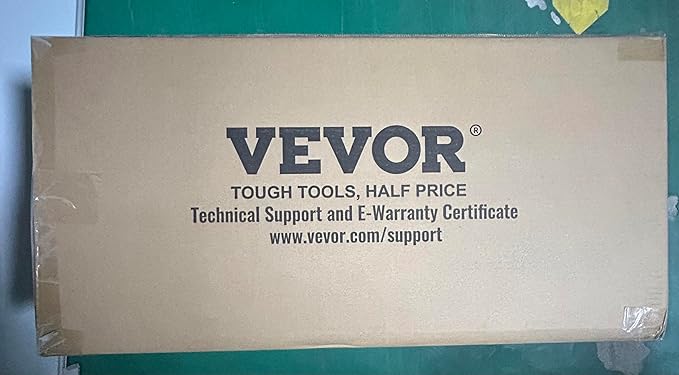 VEVOR®
TOUGH TOOLS, HALF PRICE
Technical Support and E-Warranty Certificate
www.vevor.com/support